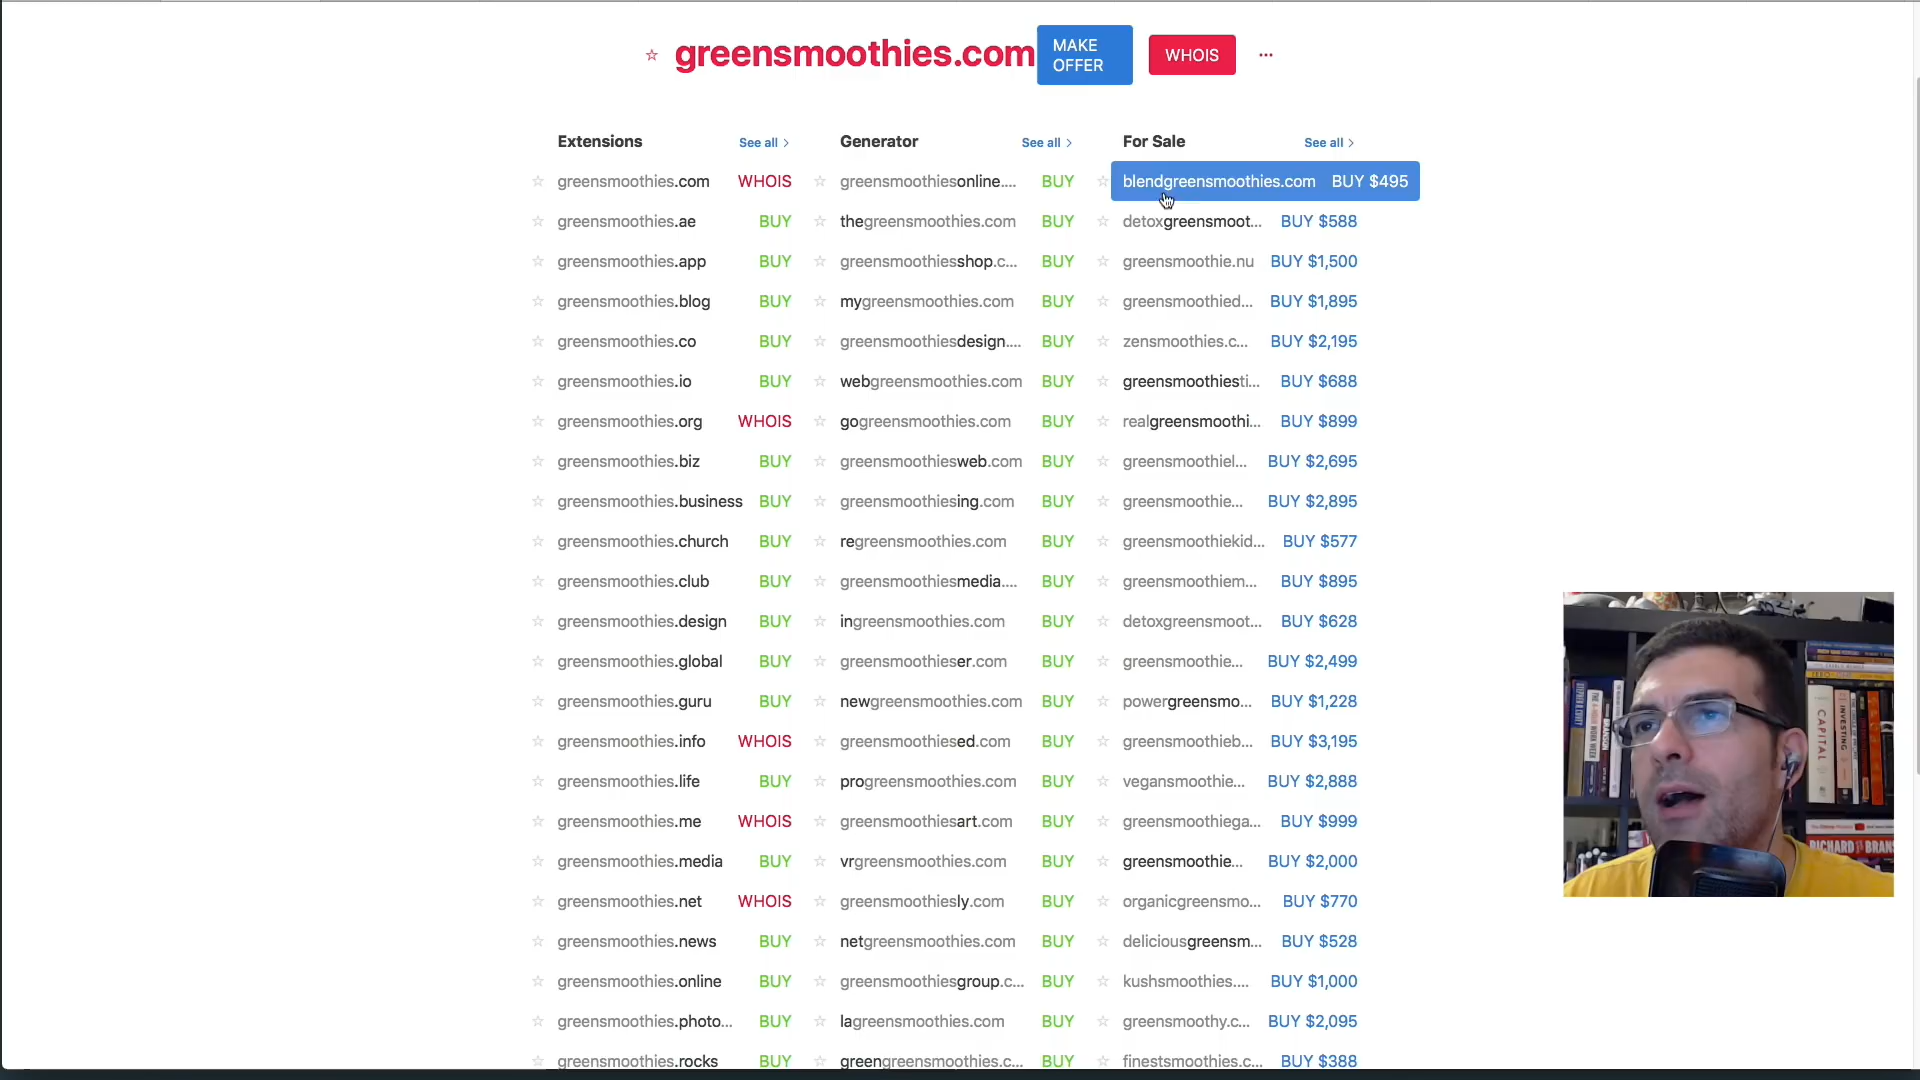 ☆ greensmoothies.com MAKE OFFER WHOIS ...
Extensions See all >
greensmoothies.com WHOIS
greensmoothies.ae BUY
greensmoothies.app BUY
greensmoothies.blog BUY
greensmoothies.co BUY
greensmoothies.io BUY
greensmoothies.org WHOIS
greensmoothies.biz BUY
greensmoothies.business BUY
greensmoothies.church BUY
greensmoothies.club BUY
greensmoothies.design BUY
greensmoothies.global BUY
greensmoothies.guru BUY
greensmoothies.info WHOIS
greensmoothies.life BUY
greensmoothies.me WHOIS
greensmoothies.media BUY
greensmoothies.net WHOIS
greensmoothies.news BUY
greensmoothies.online BUY
greensmoothies.photo... BUY
greensmoothies.rocks BUY
Generator See all >
greensmoothiesonline.... BUY
thegreensmoothies.com BUY
greensmoothiesshop.c... BUY
mygreensmoothies.com BUY
greensmoothiesdesign.... BUY
webgreensmoothies.com BUY
gogreensmoothies.com BUY
greensmoothiesweb.com BUY
greensmoothiesing.com BUY
regreensmoothies.com BUY
greensmoothiesmedia.... BUY
ingreensmoothies.com BUY
greensmoothieser.com BUY
newgreensmoothies.com BUY
greensmoothiesed.com BUY
progreensmoothies.com BUY
greensmoothiesart.com BUY
vrgreensmoothies.com BUY
greensmoothiesly.com BUY
netgreensmoothies.com BUY
greensmoothiesgroup.c... BUY
lagreensmoothies.com BUY
greengreensmoothies.c... BUY
For Sale See all >
blendgreensmoothies.com BUY $495
detoxgreensmoot... BUY $588
greensmoothie.nu BUY $1,500
greensmoothied... BUY $1,895
zensmoothies.c... BUY $2,195
greensmoothiesti... BUY $688
realgreensmoothi... BUY $899
greensmoothiel... BUY $2,695
greensmoothie... BUY $2,895
greensmoothiekid... BUY $577
greensmoothiem... BUY $895
detoxgreensmoot... BUY $628
greensmoothie... BUY $2,499
powergreensmo... BUY $1,228
greensmoothieb... BUY $3,195
vegansmoothie... BUY $2,888
greensmoothiega... BUY $999
greensmoothie... BUY $2,000
organicgreensmo... BUY $770
deliciousgreensm... BUY $528
kushsmoothies.... BUY $1,000
greensmoothy.c... BUY $2,095
finestsmoothies.c... BUY $388
CAPITAL
INVESTING
RICHARD BRANS